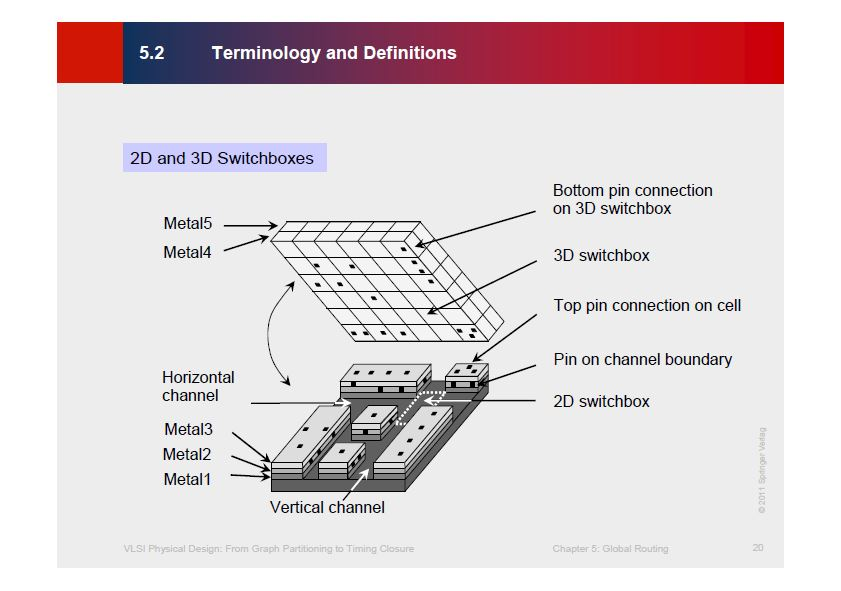 5.2 Terminology and Definitions
2D and 3D Switchboxes
Bottom pin connection
on 3D switchbox
Metal5
Metal4
3D switchbox
Top pin connection on cell
Pin on channel boundary
Horizontal
channel
2D switchbox
Metal3
Metal2
Metal1
Vertical channel
© 2011 Springer Verlag
VLSI Physical Design: From Graph Partitioning to Timing Closure
Chapter 5: Global Routing
20